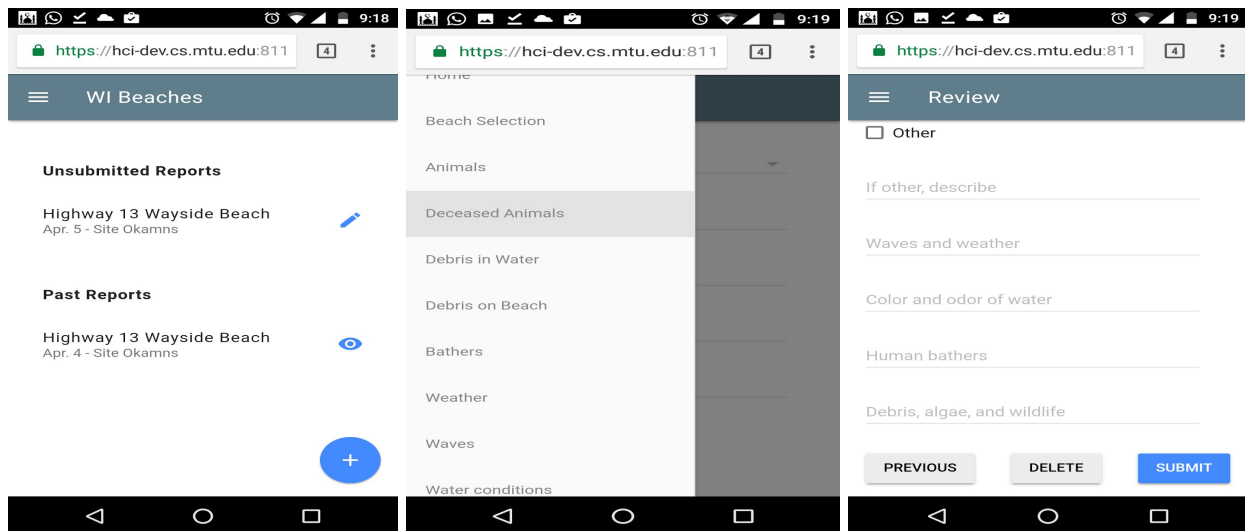 9:18
https://hci-dev.cs.mtu.edu:811
4
WI Beaches
Unsubmitted Reports
Highway 13 Wayside Beach
Apr. 5 - Site Okamns
Past Reports
Highway 13 Wayside Beach
Apr. 4 - Site Okamns
+
9:19
https://hci-dev.cs.mtu.edu:811
4
Home
Beach Selection
Animals
Deceased Animals
Debris in Water
Debris on Beach
Bathers
Weather
Waves
Water conditions
9:19
https://hci-dev.cs.mtu.edu:811
4
Review
Other
If other, describe
Waves and weather
Color and odor of water
Human bathers
Debris, algae, and wildlife
PREVIOUS
DELETE
SUBMIT